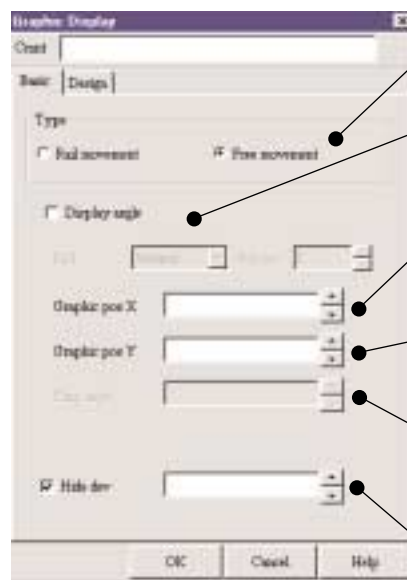 Graphic Display
Cmnt
Basic Design
Type
Rail movement Free movement
Display angle
Graphic pos X
Graphic pos Y
Hide dev
OK Cancel Help